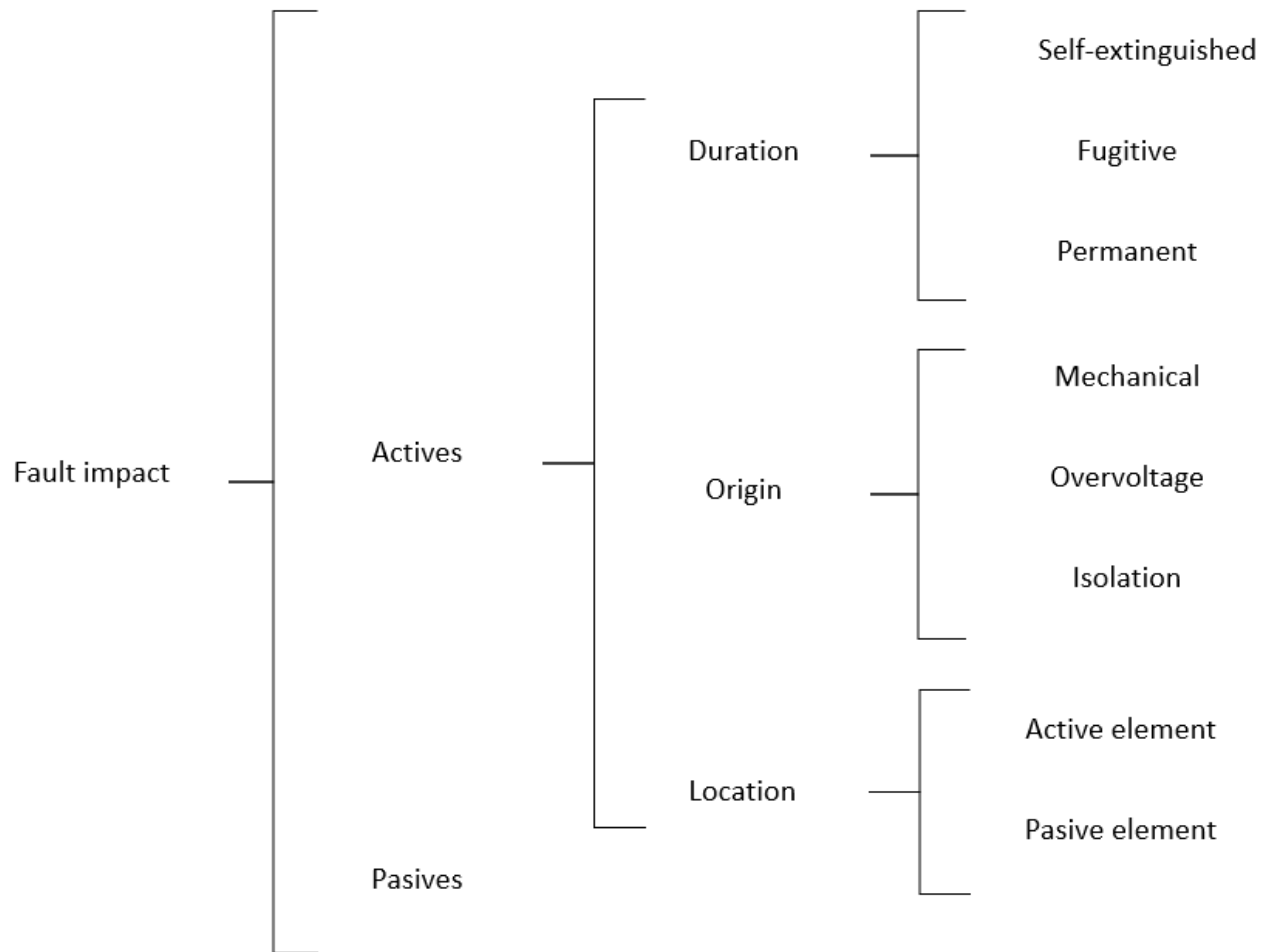 Fault impact
Actives
Pasives
Duration
Origin
Location
Self-extinguished
Fugitive
Permanent
Mechanical
Overvoltage
Isolation
Active element
Pasive element